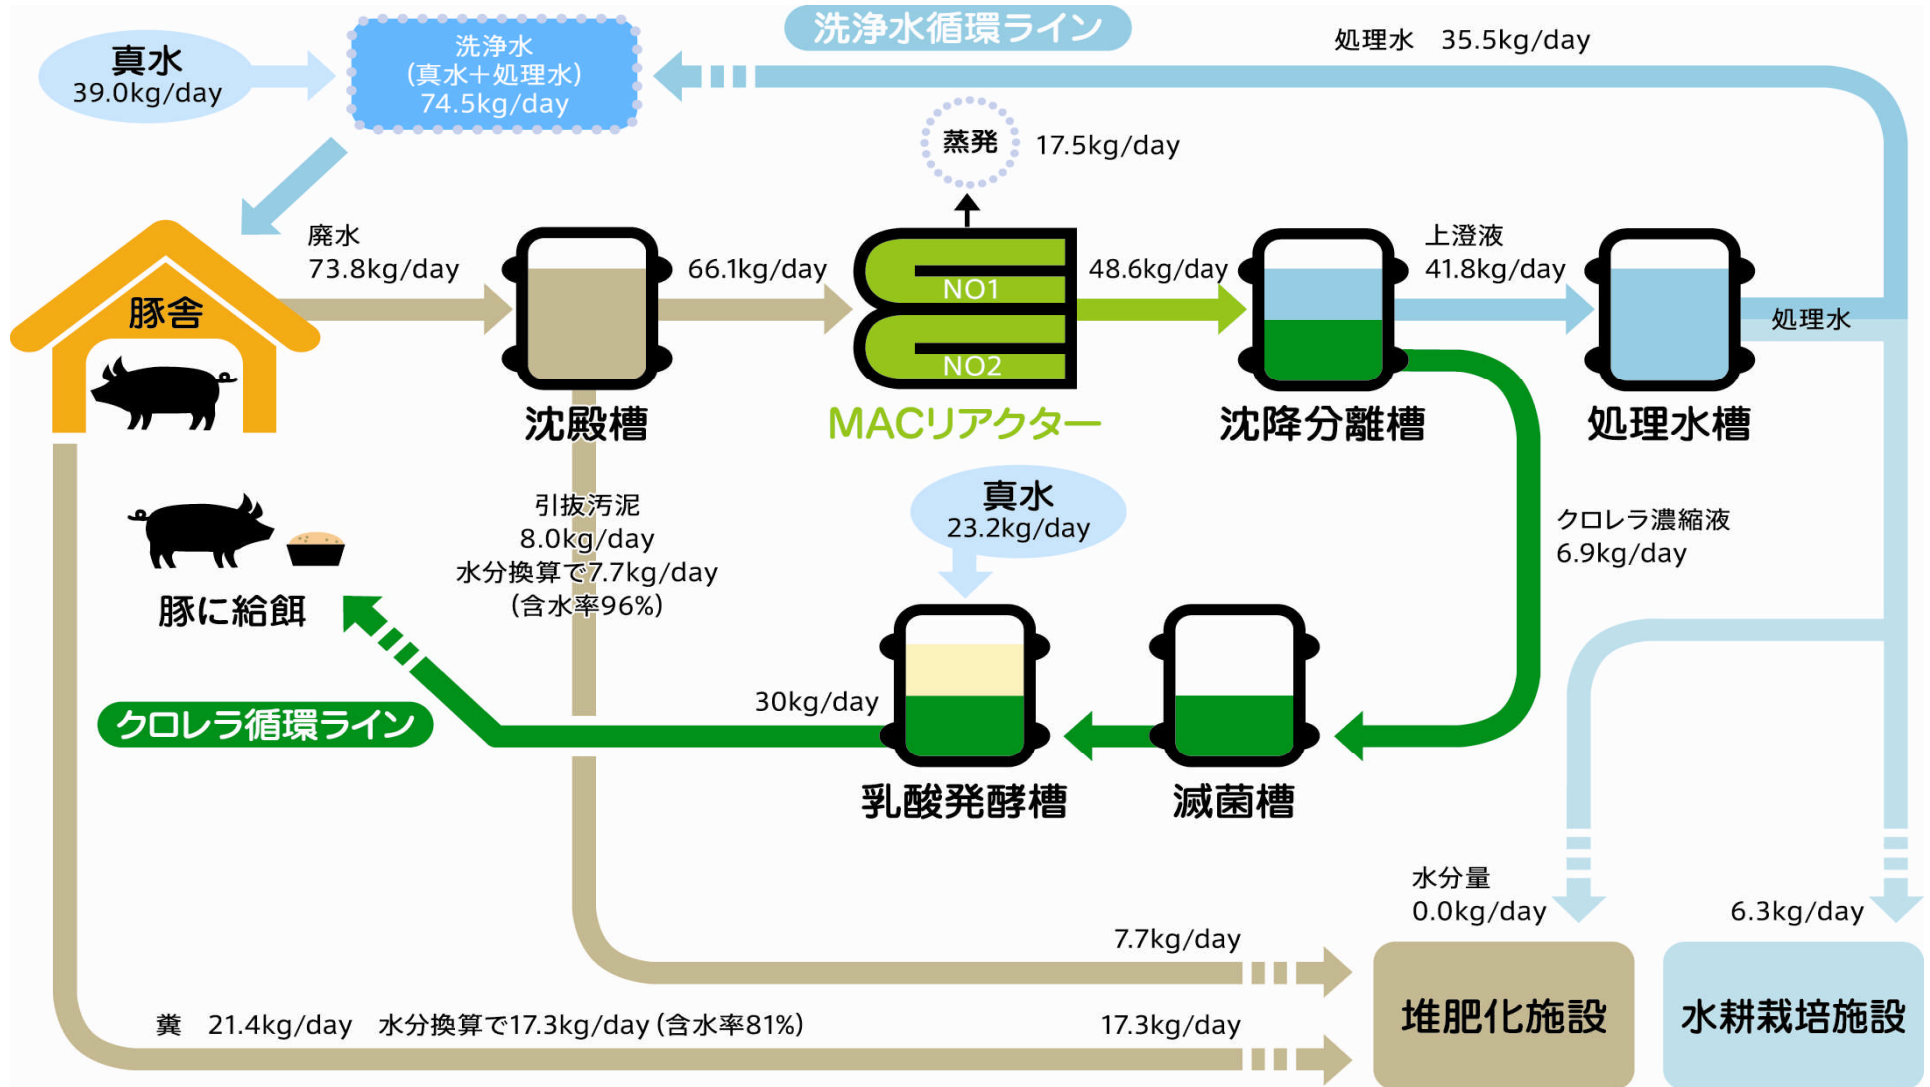 洗浄水循環ライン
真水
39.0kg/day
洗浄水
(真水+処理水)
74.5kg/day
処理水 35.5kg/day
蒸発
17.5kg/day
豚舎
廃水
73.8kg/day
66.1kg/day
NO1
NO2
48.6kg/day
上澄液
41.8kg/day
処理水
沈殿槽
MACリアクター
沈降分離槽
処理水槽
引抜汚泥
8.0kg/day
水分換算で7.7kg/day
(含水率96%)
真水
23.2kg/day
クロレラ濃縮液
6.9kg/day
豚に給餌
クロレラ循環ライン
30kg/day
乳酸発酵槽
滅菌槽
水分量
0.0kg/day
6.3kg/day
7.7kg/day
糞 21.4kg/day 水分換算で17.3kg/day (含水率81%)
17.3kg/day
堆肥化施設
水耕栽培施設